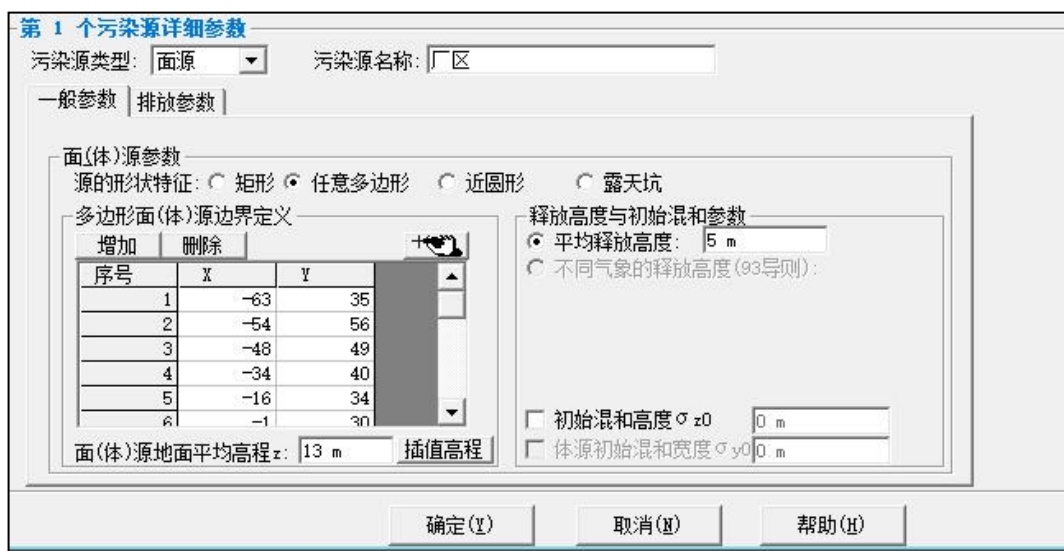 第 1 个污染源详细参数
污染源类型: 面源 污染源名称: 厂区
一般参数 排放参数
面(体)源参数
源的形状特征: 矩形 任意多边形 近圆形 露天坑
多边形面(体)源边界定义 释放高度与初始混和参数
增加 删除 平均释放高度: 5 m
不同气象的释放高度(93导则):
序号 X Y
1 -63 35
2 -54 56
3 -48 49
4 -34 40
5 -16 34
6 -1 30
初始混和高度σz0 0 m
面(体)源地面平均高程z: 13 m 插值高程 体源初始混和宽度σy0 0 m
确定(Y) 取消(N) 帮助(H)